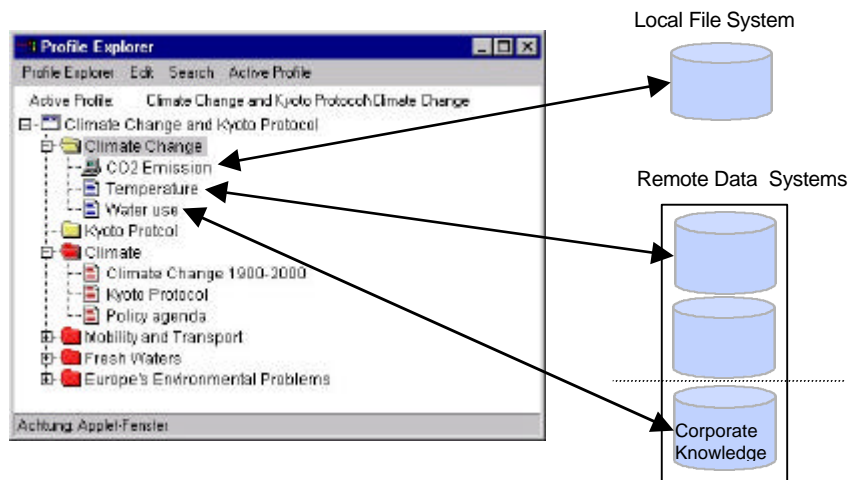 Local File System
Profile Explorer
Profile Explorer Edit Search Active Profile
Active Profile: Climate Change and Kyoto Protocol\Climate Change
Climate Change and Kyoto Protocol
Climate Change
CO2 Emission
Temperature
Water use
Kyoto Protcol
Climate
Climate Change 1900-2000
Kyoto Protocol
Policy agenda
Mobility and Transport
Fresh Waters
Europe's Environmental Problems
Achtung: Applet-Fenster
Remote Data Systems
Corporate
Knowledge